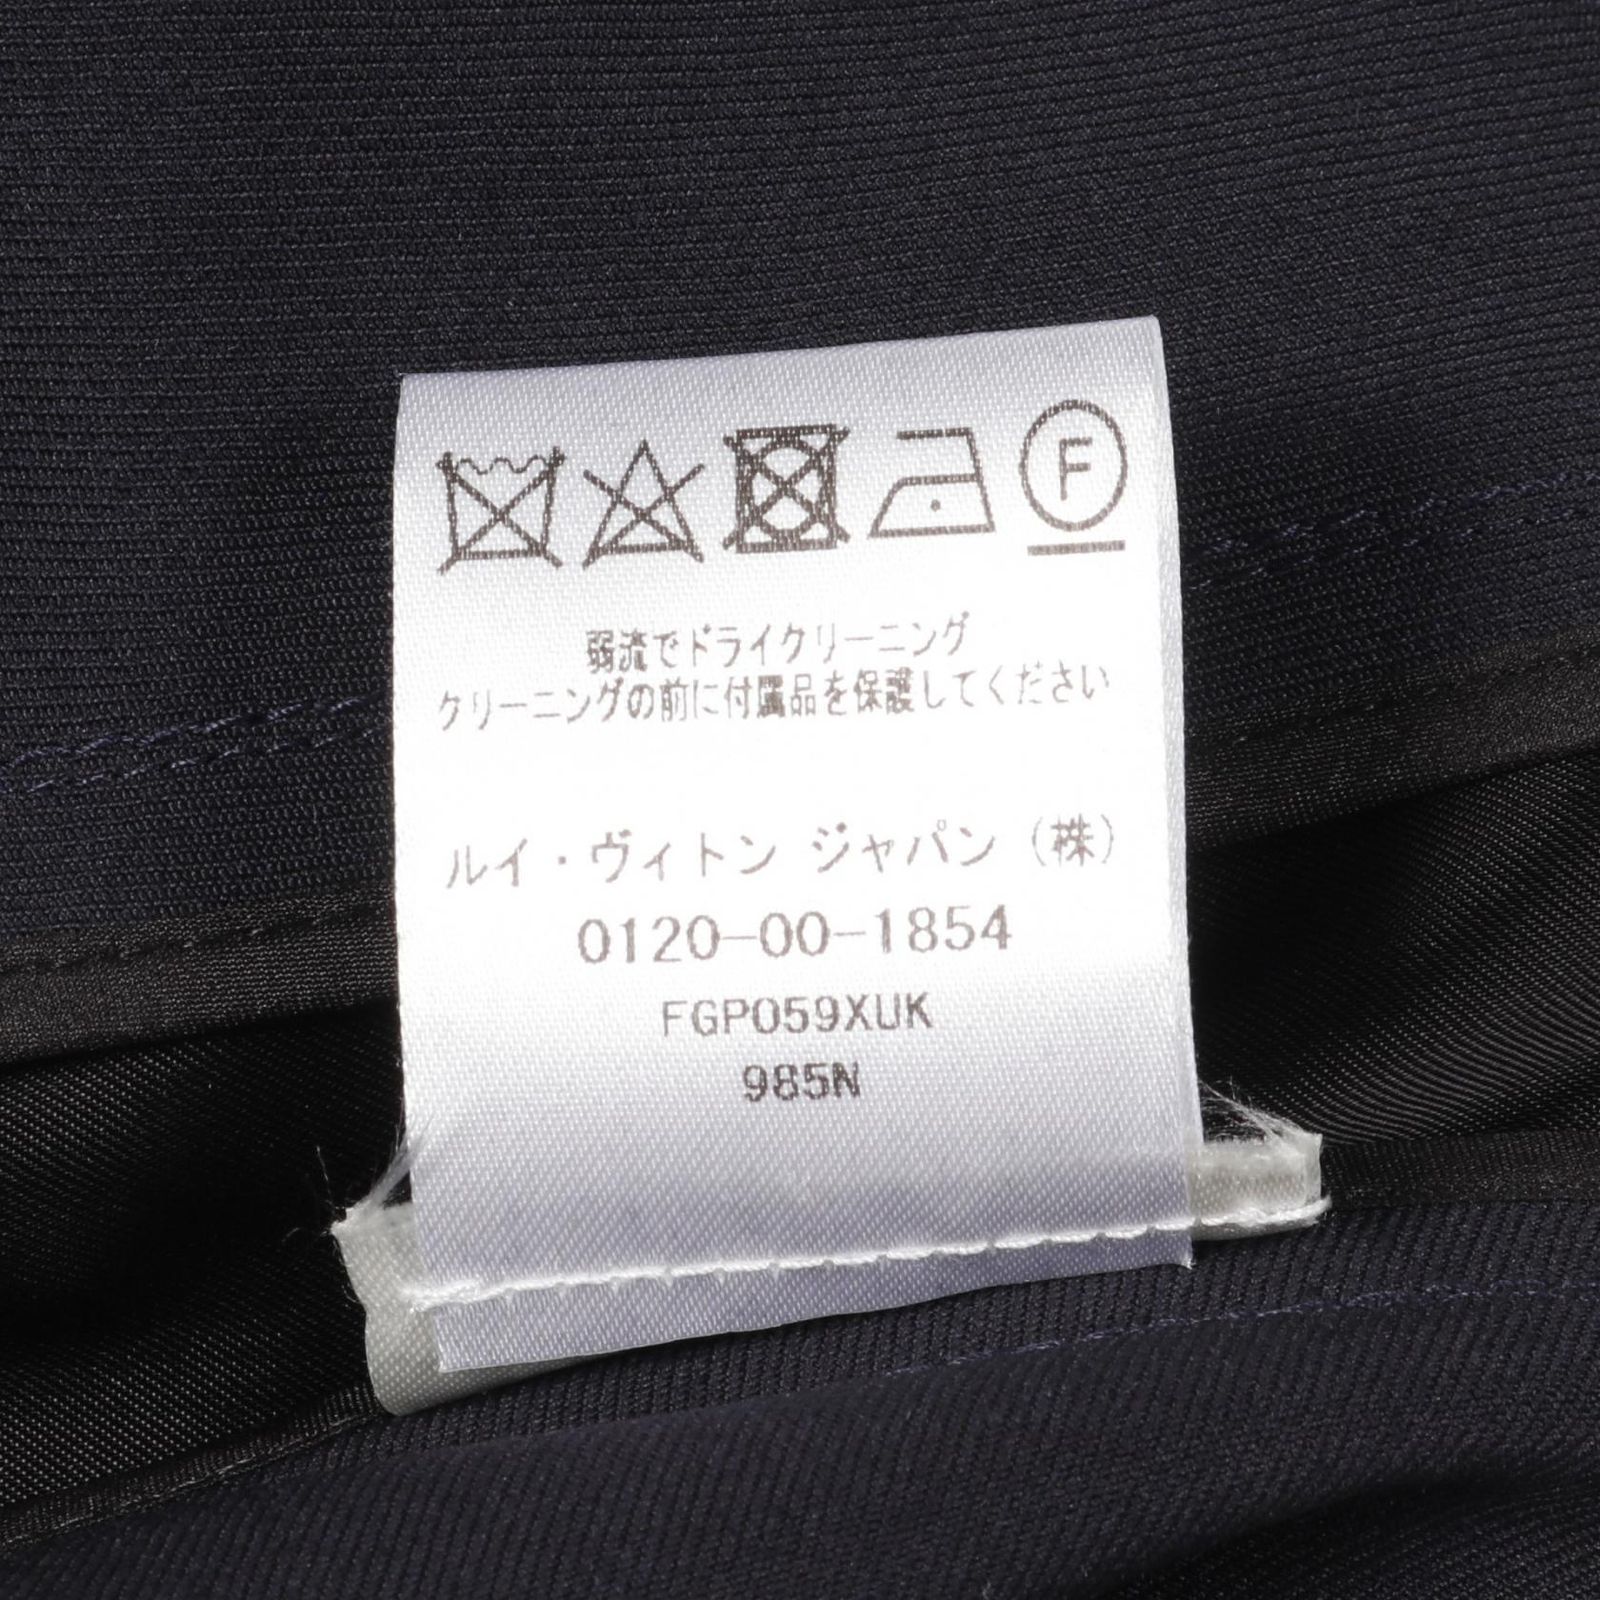 F
弱流でドライクリーニング
クリーニングの前に付属品を保護してください
ルイ・ヴィトン ジャパン（株）
0120-00-1854
FGP059XUK
985N